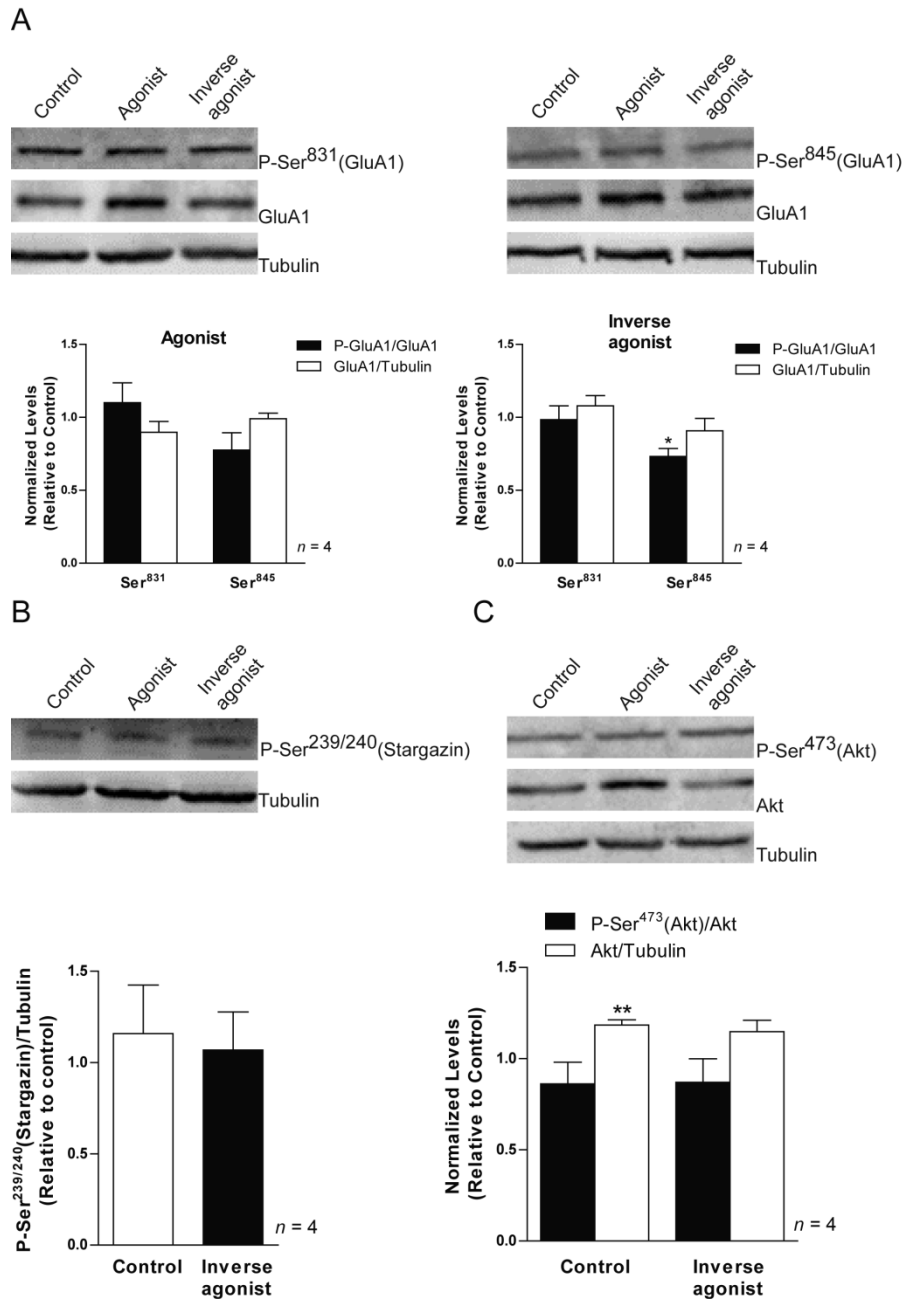 A
Control Agonist Inverse agonist
P-Ser831(GluA1)
GluA1
Tubulin
Control Agonist Inverse agonist
P-Ser845(GluA1)
GluA1
Tubulin
Agonist
P-GluA1/GluA1
GluA1/Tubulin
Normalized Levels
(Relative to Control)
1.5
1.0
0.5
0.0
n = 4
Ser831 Ser845
Inverse
agonist
P-GluA1/GluA1
GluA1/Tubulin
Normalized Levels
(Relative to Control)
1.5
1.0
0.5
0.0
*
n = 4
Ser831 Ser845
B
Control Agonist Inverse agonist
P-Ser239/240(Stargazin)
Tubulin
P-Ser239/240(Stargazin)/Tubulin
(Relative to control)
1.5
1.0
0.5
0.0
n = 4
Control Inverse
agonist
C
Control Agonist Inverse agonist
P-Ser473(Akt)
Akt
Tubulin
P-Ser473(Akt)/Akt
Akt/Tubulin
Normalized Levels
(Relative to Control)
1.5
1.0
0.5
0.0
**
n = 4
Control Inverse
agonist